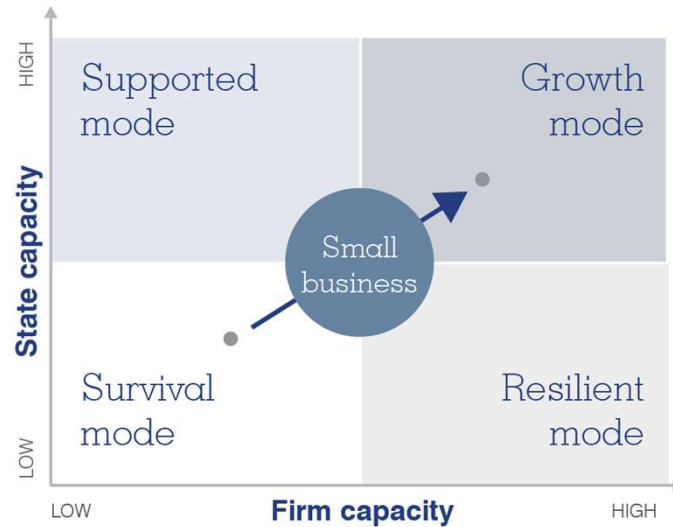 HIGH
Supported
mode
Growth
mode
State capacity
Small
business
Survival
mode
Resilient
mode
LOW
LOW
Firm capacity
HIGH